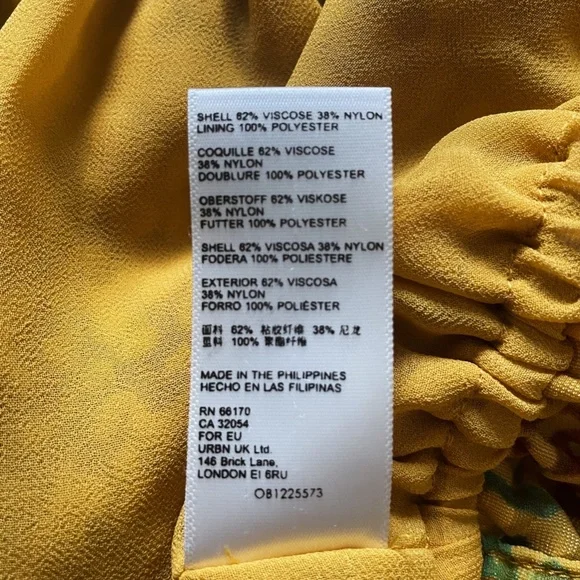 SHELL 62% VISCOSE 38% NYLON
LINING 100% POLYESTER
COQUILLE 62% VISCOSE
38% NYLON
DOUBLURE 100% POLYESTER
OBERSTOFF 62% VISKOSE
38% NYLON
FUTTER 100% POLYESTER
SHELL 62% VISCOSA 38% NYLON
FODERA 100% POLIESTERE
EXTERIOR 62% VISCOSA
38% NYLON
FORRO 100% POLIÉSTER
面料 62% 粘胶纤维 38% 尼龙
里料 100% 聚酯纤维
MADE IN THE PHILIPPINES
HECHO EN LAS FILIPINAS
RN 66170
CA 32054
FOR EU
URBN UK Ltd.
146 Brick Lane,
LONDON EI 6RU
OB1225573